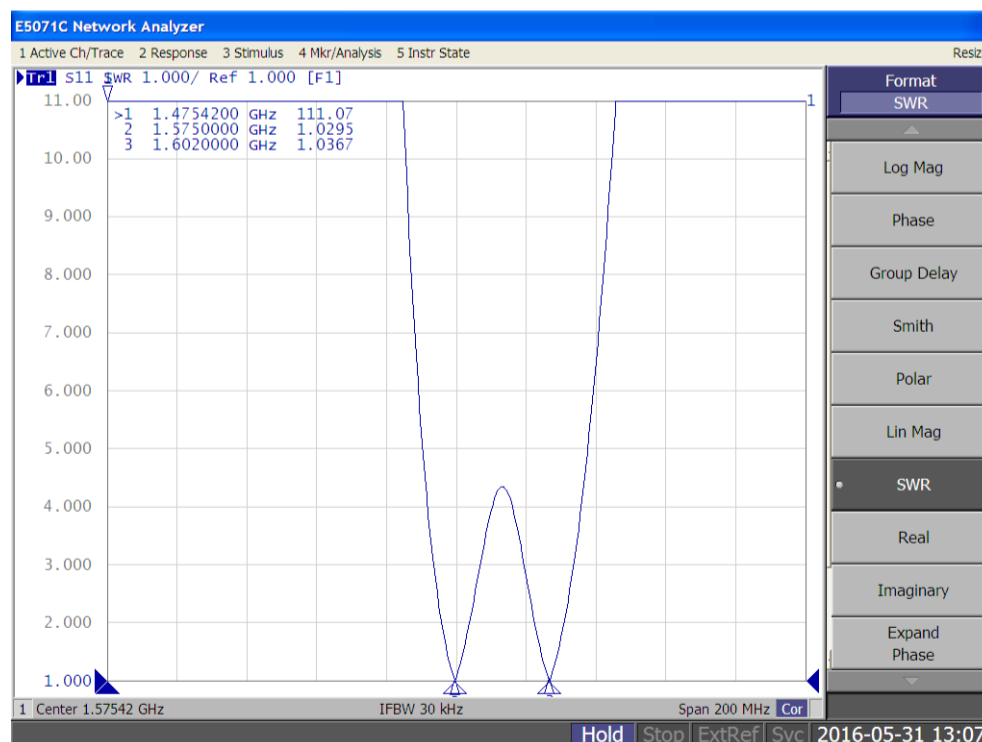 E5071C Network Analyzer
1 Active Ch/Trace 2 Response 3 Stimulus 4 Mkr/Analysis 5 Instr State Resiz
Tr1 S11 SWR 1.000/ Ref 1.000 [F1]
11.00
10.00
9.000
8.000
7.000
6.000
5.000
4.000
3.000
2.000
1.000
>1 1.4754200 GHz 111.07
2 1.5750000 GHz 1.0295
3 1.6020000 GHz 1.0367
1
Format
SWR
Log Mag
Phase
Group Delay
Smith
Polar
Lin Mag
SWR
Real
Imaginary
Expand
Phase
1 Center 1.57542 GHz IFBW 30 kHz Span 200 MHz Cor
Hold Stop ExtRef Svc 2016-05-31 13:07